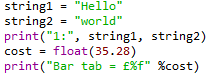 string1 = "Hello"
string2 = "world"
print("1:", string1, string2)
cost = float(35.28)
print("Bar tab = £%f" %cost)